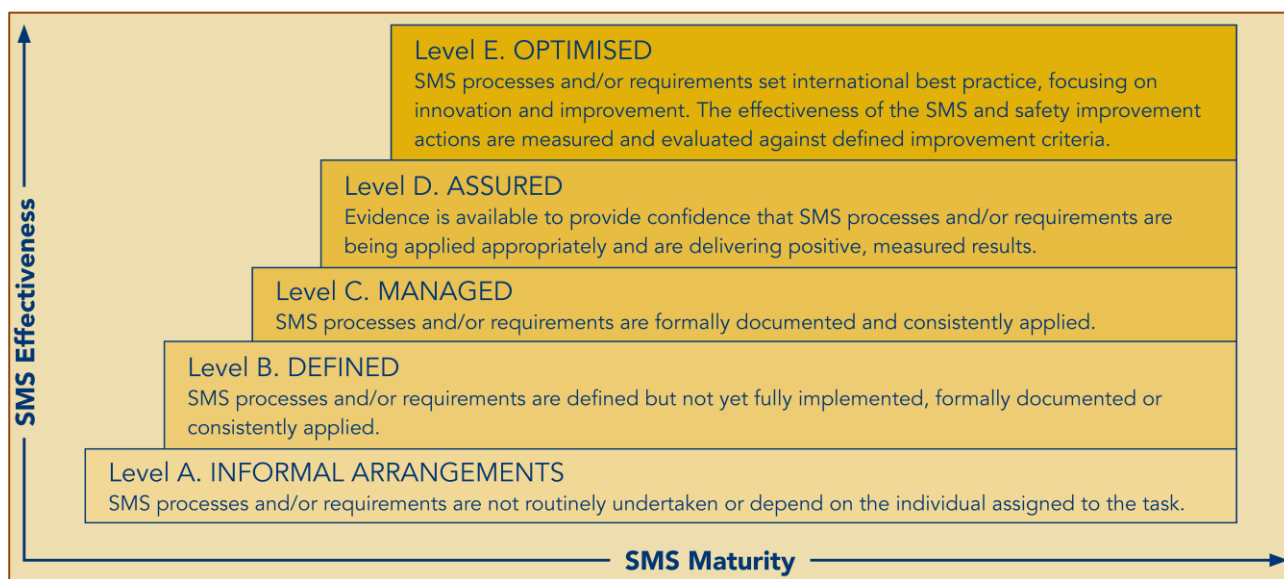 SMS Effectiveness
Level E. OPTIMISED
SMS processes and/or requirements set international best practice, focusing on
innovation and improvement. The effectiveness of the SMS and safety improvement
actions are measured and evaluated against defined improvement criteria.
Level D. ASSURED
Evidence is available to provide confidence that SMS processes and/or requirements are
being applied appropriately and are delivering positive, measured results.
Level C. MANAGED
SMS processes and/or requirements are formally documented and consistently applied.
Level B. DEFINED
SMS processes and/or requirements are defined but not yet fully implemented, formally documented or
consistently applied.
Level A. INFORMAL ARRANGEMENTS
SMS processes and/or requirements are not routinely undertaken or depend on the individual assigned to the task.
SMS Maturity